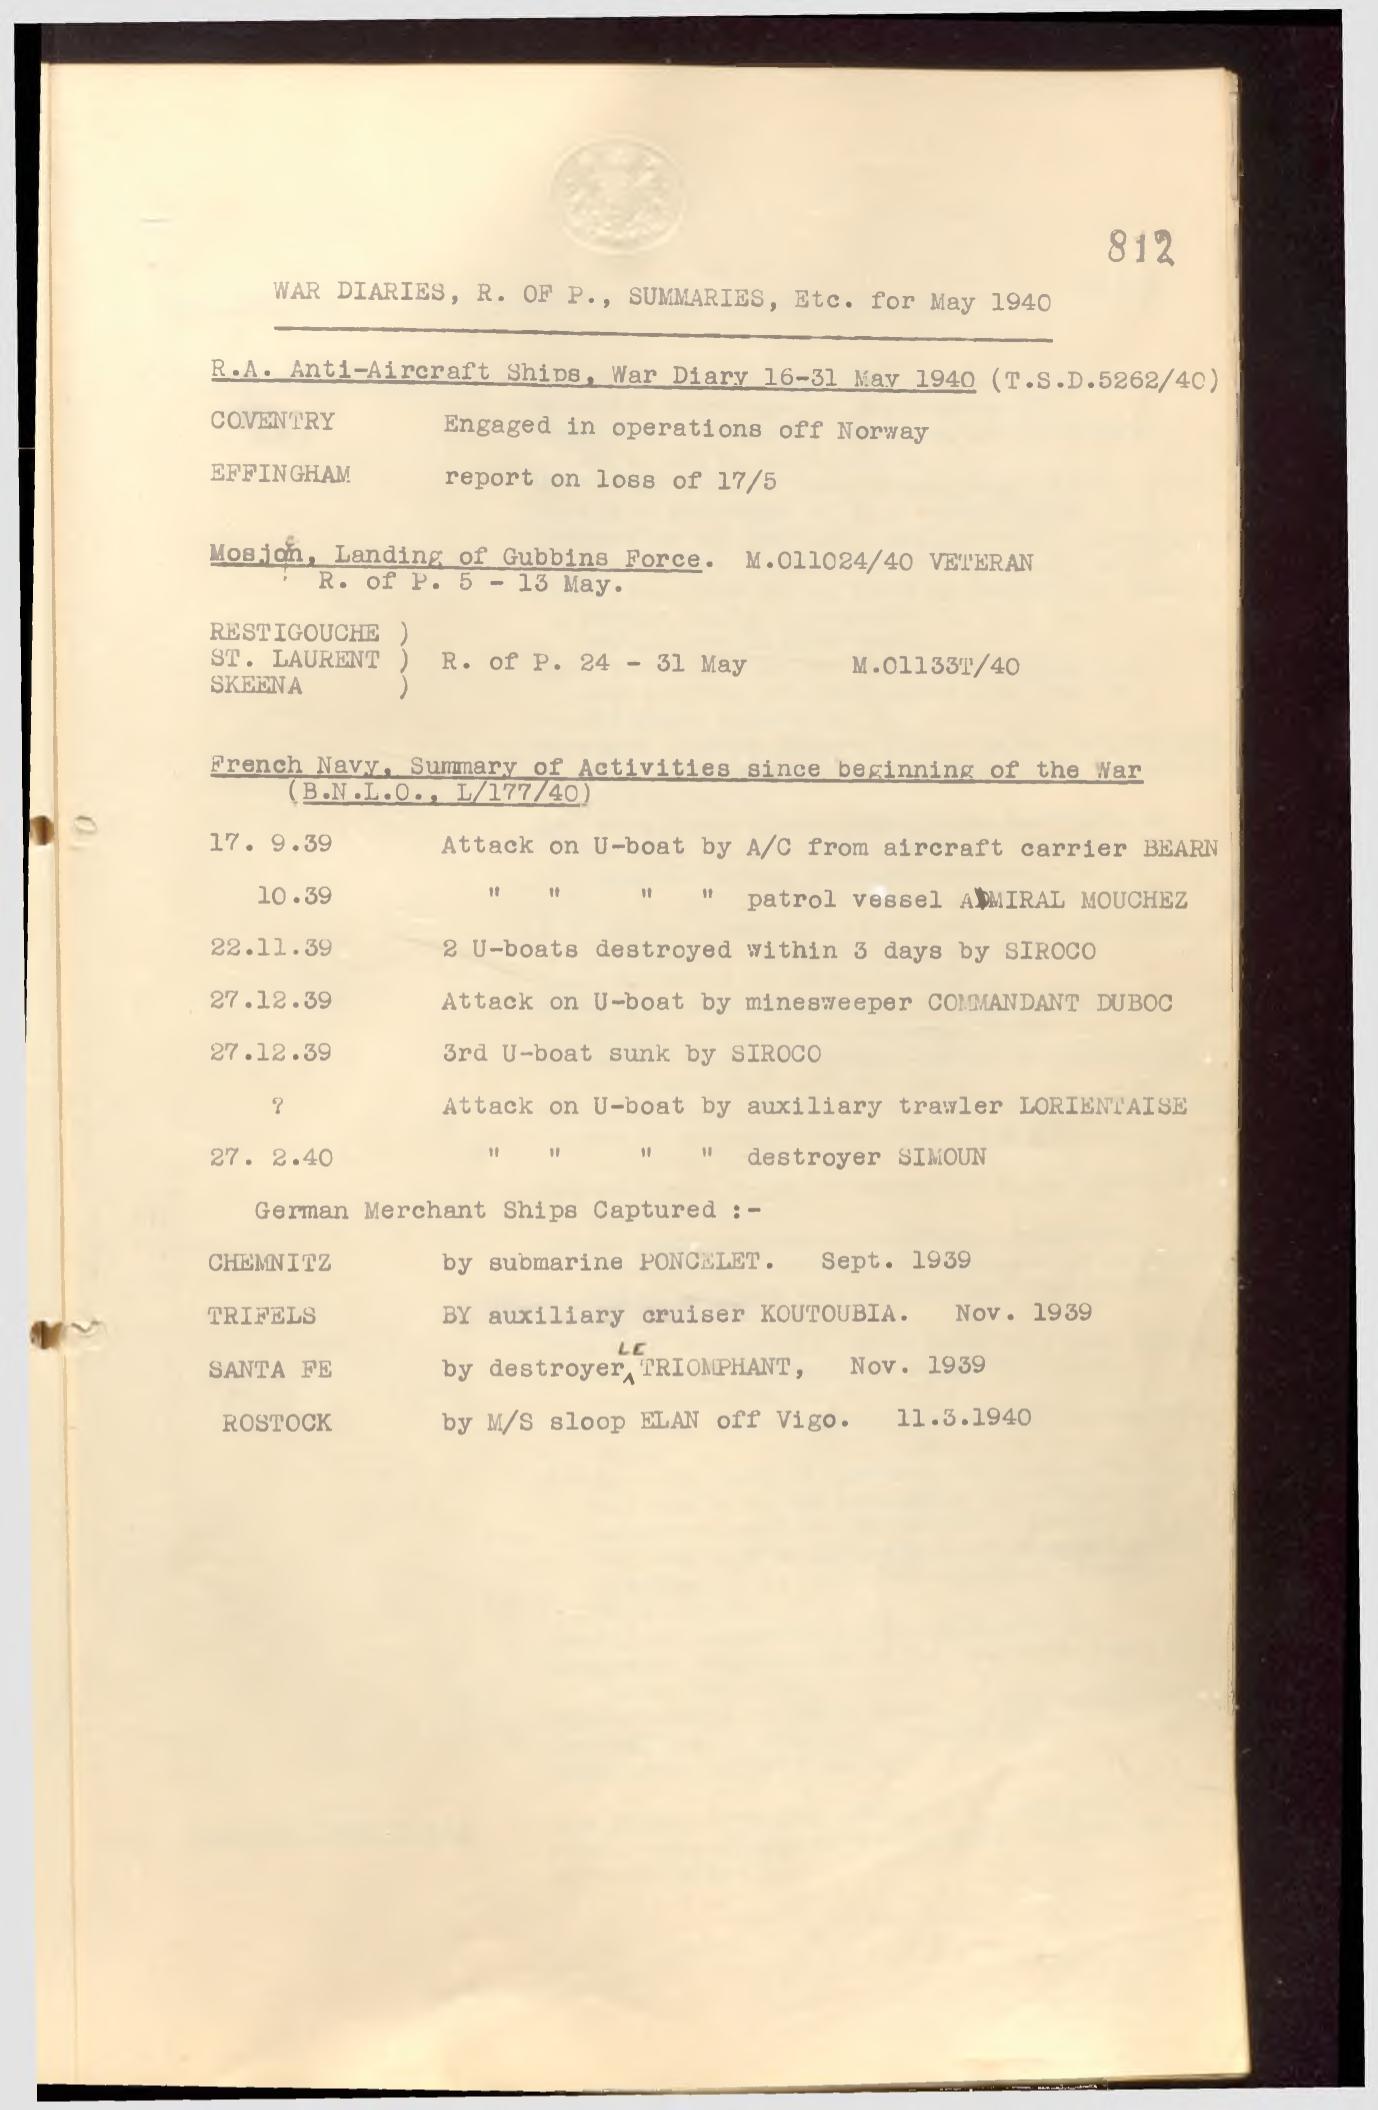 812
WAR DIARIES, R. OF P., SUMMARIES, Etc. for May 1940
R.A. Anti-Aircraft Ships, War Diary 16-31 May 1940 (T.S.D.5262/40)
COVENTRY Engaged in operations off Norway
EFFINGHAM report on loss of 17/5
Mosjoen, Landing of Gubbins Force. M.011024/40 VETERAN
R. of P. 5 - 13 May.
RESTIGOUCHE )
ST. LAURENT ) R. of P. 24 - 31 May M.01133T/40
SKEENA )
French Navy, Summary of Activities since beginning of the War
(B.N.L.O., L/177/40)
17. 9.39 Attack on U-boat by A/C from aircraft carrier BEARN
10.39 " " " " patrol vessel ADMIRAL MOUCHEZ
22.11.39 2 U-boats destroyed within 3 days by SIROCO
27.12.39 Attack on U-boat by minesweeper COMMANDANT DUBOC
27.12.39 3rd U-boat sunk by SIROCO
? Attack on U-boat by auxiliary trawler LORIENTAISE
27. 2.40 " " " " destroyer SIMOUN
German Merchant Ships Captured :-
CHEMNITZ by submarine PONCELET. Sept. 1939
TRIFELS BY auxiliary cruiser KOUTOUBIA. Nov. 1939
SANTA FE by destroyer LE TRIOMPHANT, Nov. 1939
ROSTOCK by M/S sloop ELAN off Vigo. 11.3.1940